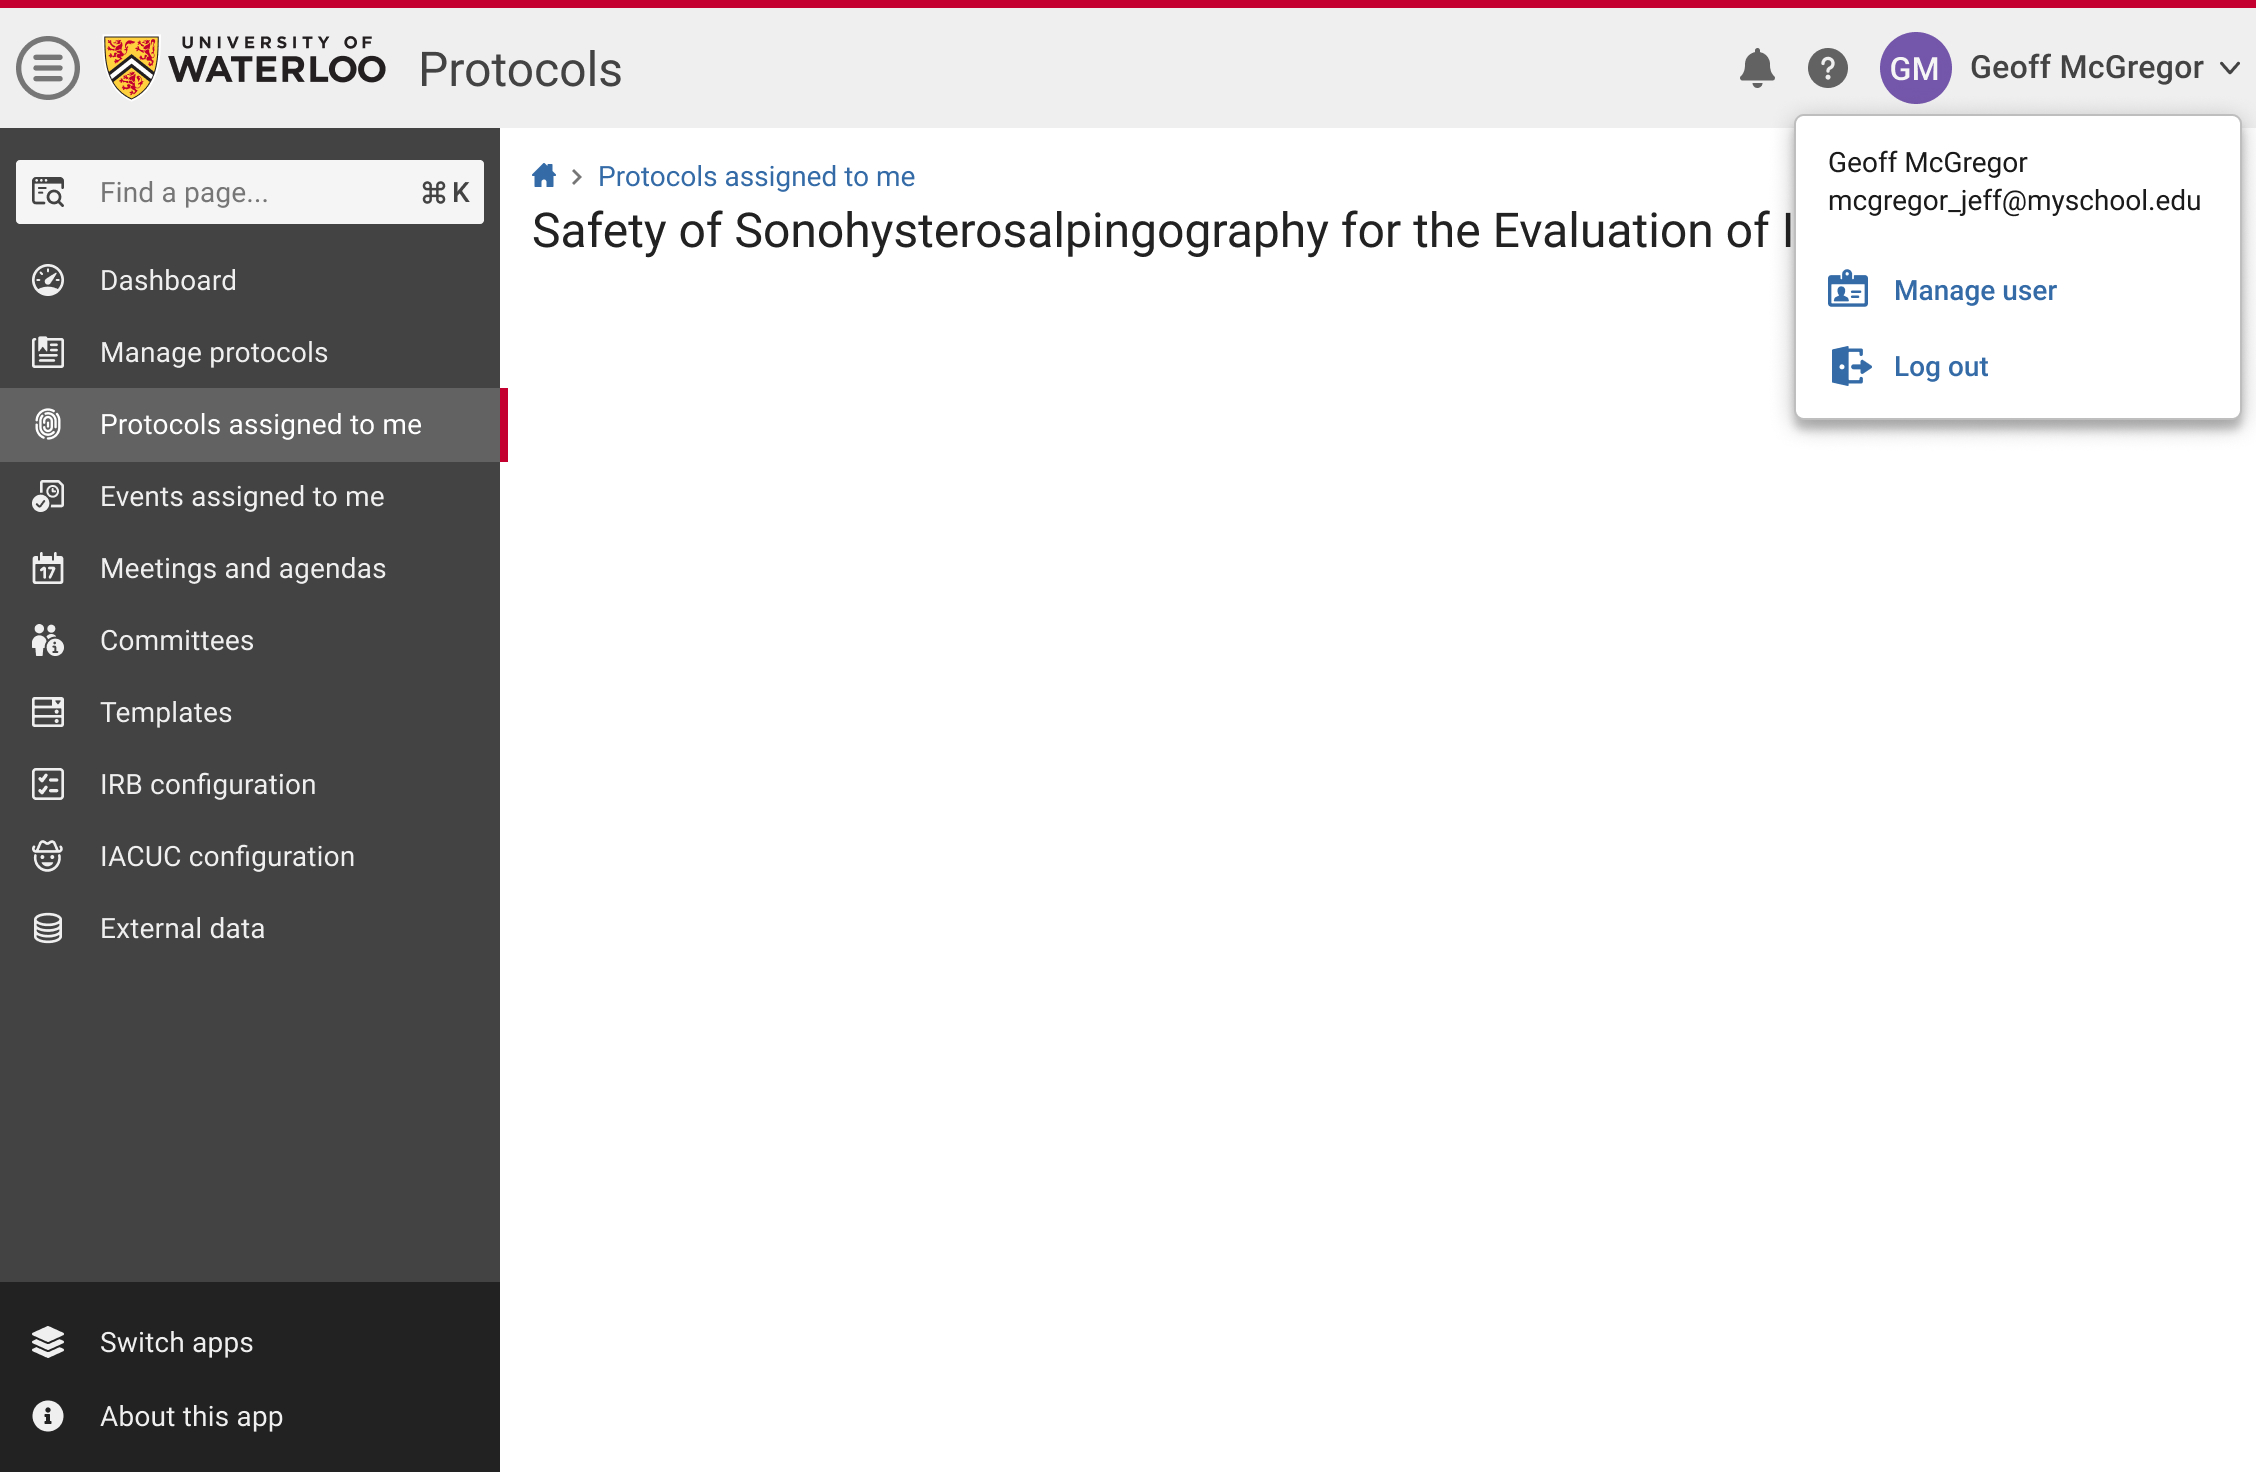 UNIVERSITY OF
WATERLOO
Protocols
?
GM
Geoff McGregor
Find a page...
⌘ K
Dashboard
Manage protocols
Protocols assigned to me
Events assigned to me
17
Meetings and agendas
Committees
Templates
IRB configuration
IACUC configuration
External data
Switch apps
About this app
Protocols assigned to me
Safety of Sonohysterosalpingography for the Evaluation of I
Geoff McGregor
mcgregor_jeff@myschool.edu
Manage user
Log out